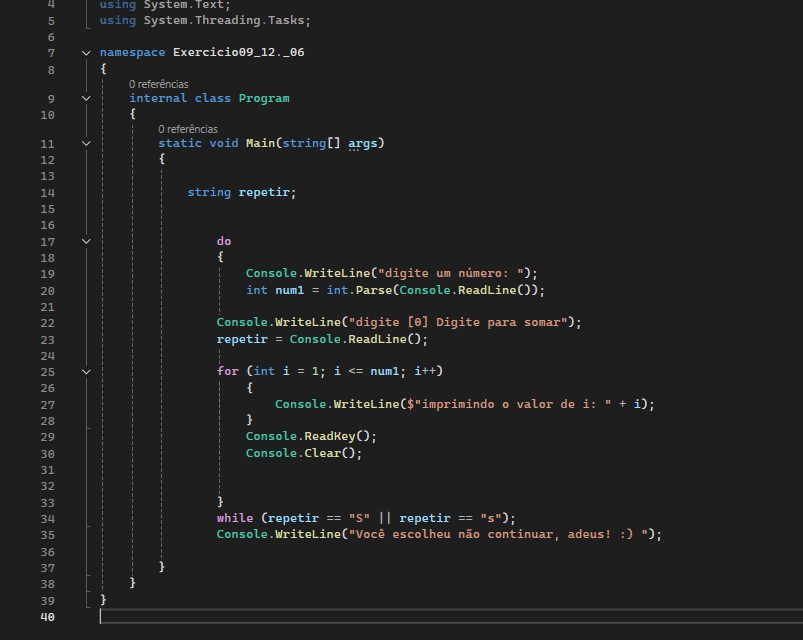 4 using System.Text;
5 using System.Threading.Tasks;
6
7 namespace Exercicio09_12._06
8 {
0 referências
9 internal class Program
10 {
0 referências
11 static void Main(string[] args)
12 {
13
14 string repetir;
15
16
17 do
18 {
19 Console.WriteLine("digite um número: ");
20 int num1 = int.Parse(Console.ReadLine());
21
22 Console.WriteLine("digite [0] Digite para somar");
23 repetir = Console.ReadLine();
24
25 for (int i = 1; i <= num1; i++)
26 {
27 Console.WriteLine($"imprimindo o valor de i: " + i);
28 }
29 Console.ReadKey();
30 Console.Clear();
31
32
33 }
34 while (repetir == "S" || repetir == "s");
35 Console.WriteLine("Você escolheu não continuar, adeus! :) ");
36
37 }
38 }
39 }
40